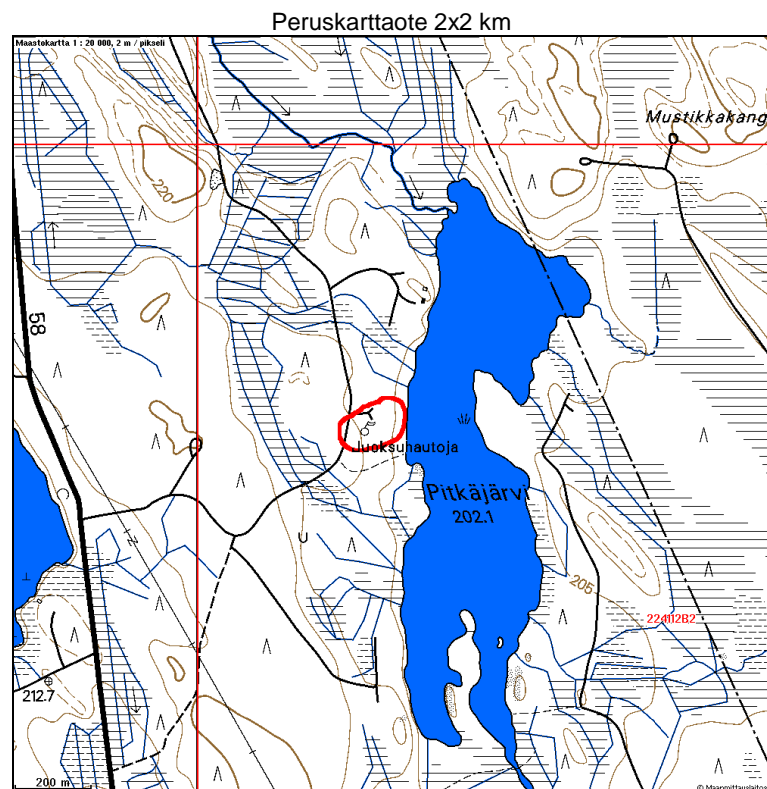 Peruskarttaote 2x2 km
Maastokartta 1 : 20 000, 2 m / pikseli
Mustikkakang
220
58
Juoksuhautoja
Pitkäjärvi
202.1
205
224112B2
212.7
200 m
© Maanmittauslaitos